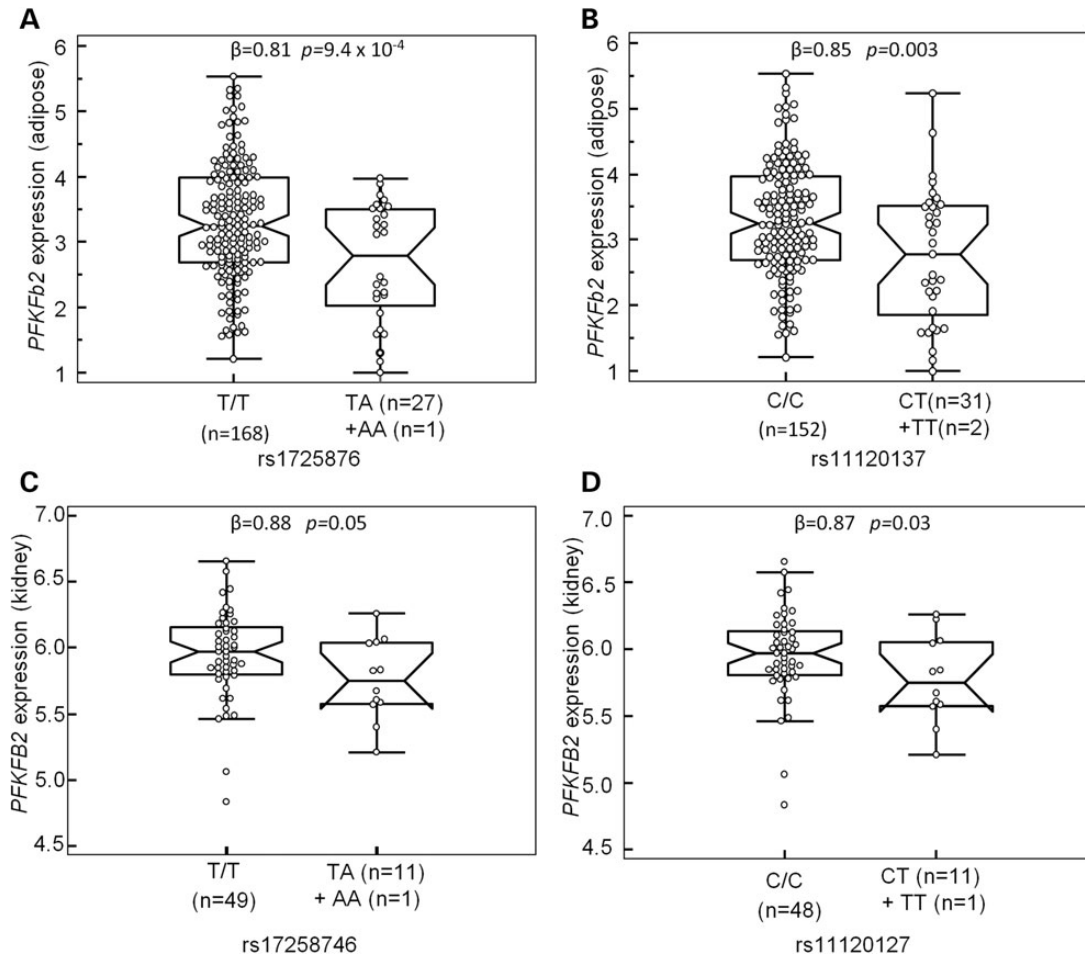 A
β=0.81 p=9.4 x 10⁻⁴
PFKFb2 expression (adipose)
6
5
4
3
2
1
T/T
(n=168)
TA (n=27)
+AA (n=1)
rs1725876
B
β=0.85 p=0.003
PFKFb2 expression (adipose)
6
5
4
3
2
1
C/C
(n=152)
CT(n=31)
+TT(n=2)
rs11120137
C
β=0.88 p=0.05
PFKFB2 expression (kidney)
7.0
6.5
6.0
5.5
5.0
4.5
T/T
(n=49)
TA (n=11)
+ AA (n=1)
rs17258746
D
β=0.87 p=0.03
PFKFB2 expression (kidney)
7.0
6.5
6.0
5.5
5.0
4.5
C/C
(n=48)
CT (n=11)
+ TT (n=1)
rs11120127